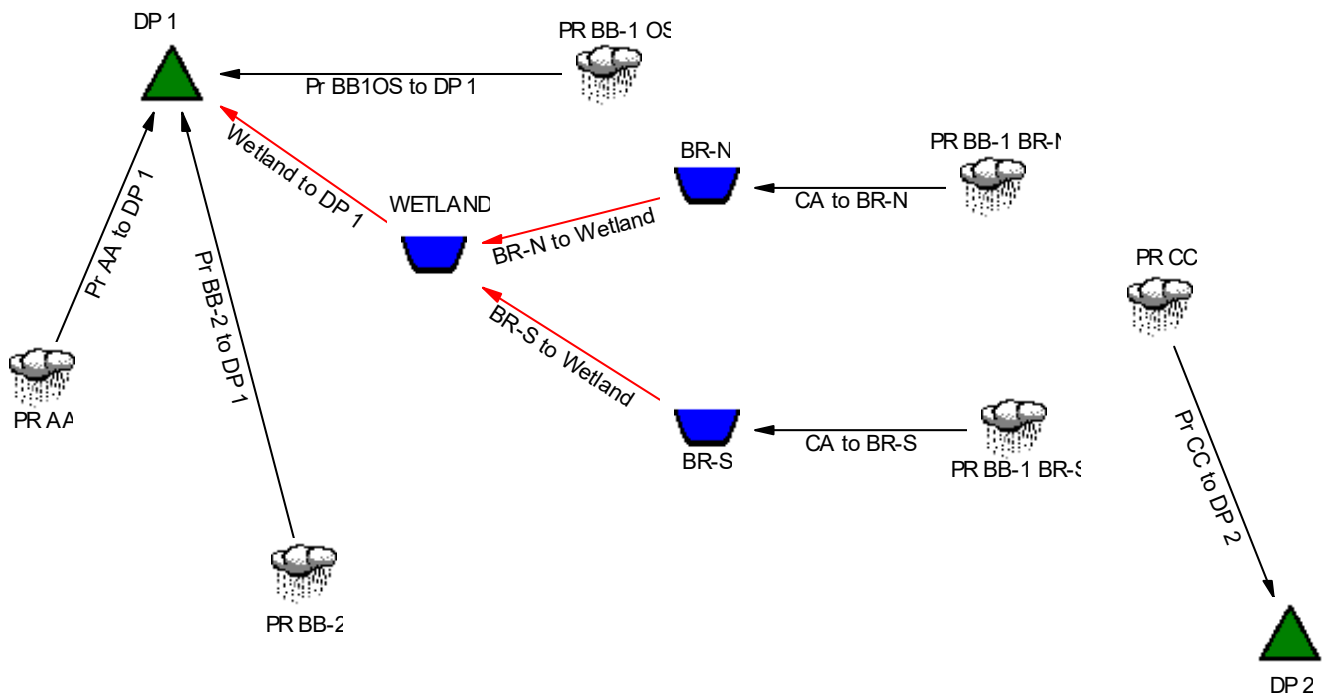 DP 1
PR BB-1 OS
Pr BB1OS to DP 1
Wetland to DP 1
BR-N
PR BB-1 BR-N
CA to BR-N
WETLAND
BR-N to Wetland
Pr AA to DP 1
Pr BB-2 to DP 1
PR CC
BR-S to Wetland
PR AA
CA to BR-S
BR-S
PR BB-1 BR-S
Pr CC to DP 2
PR BB-2
DP 2